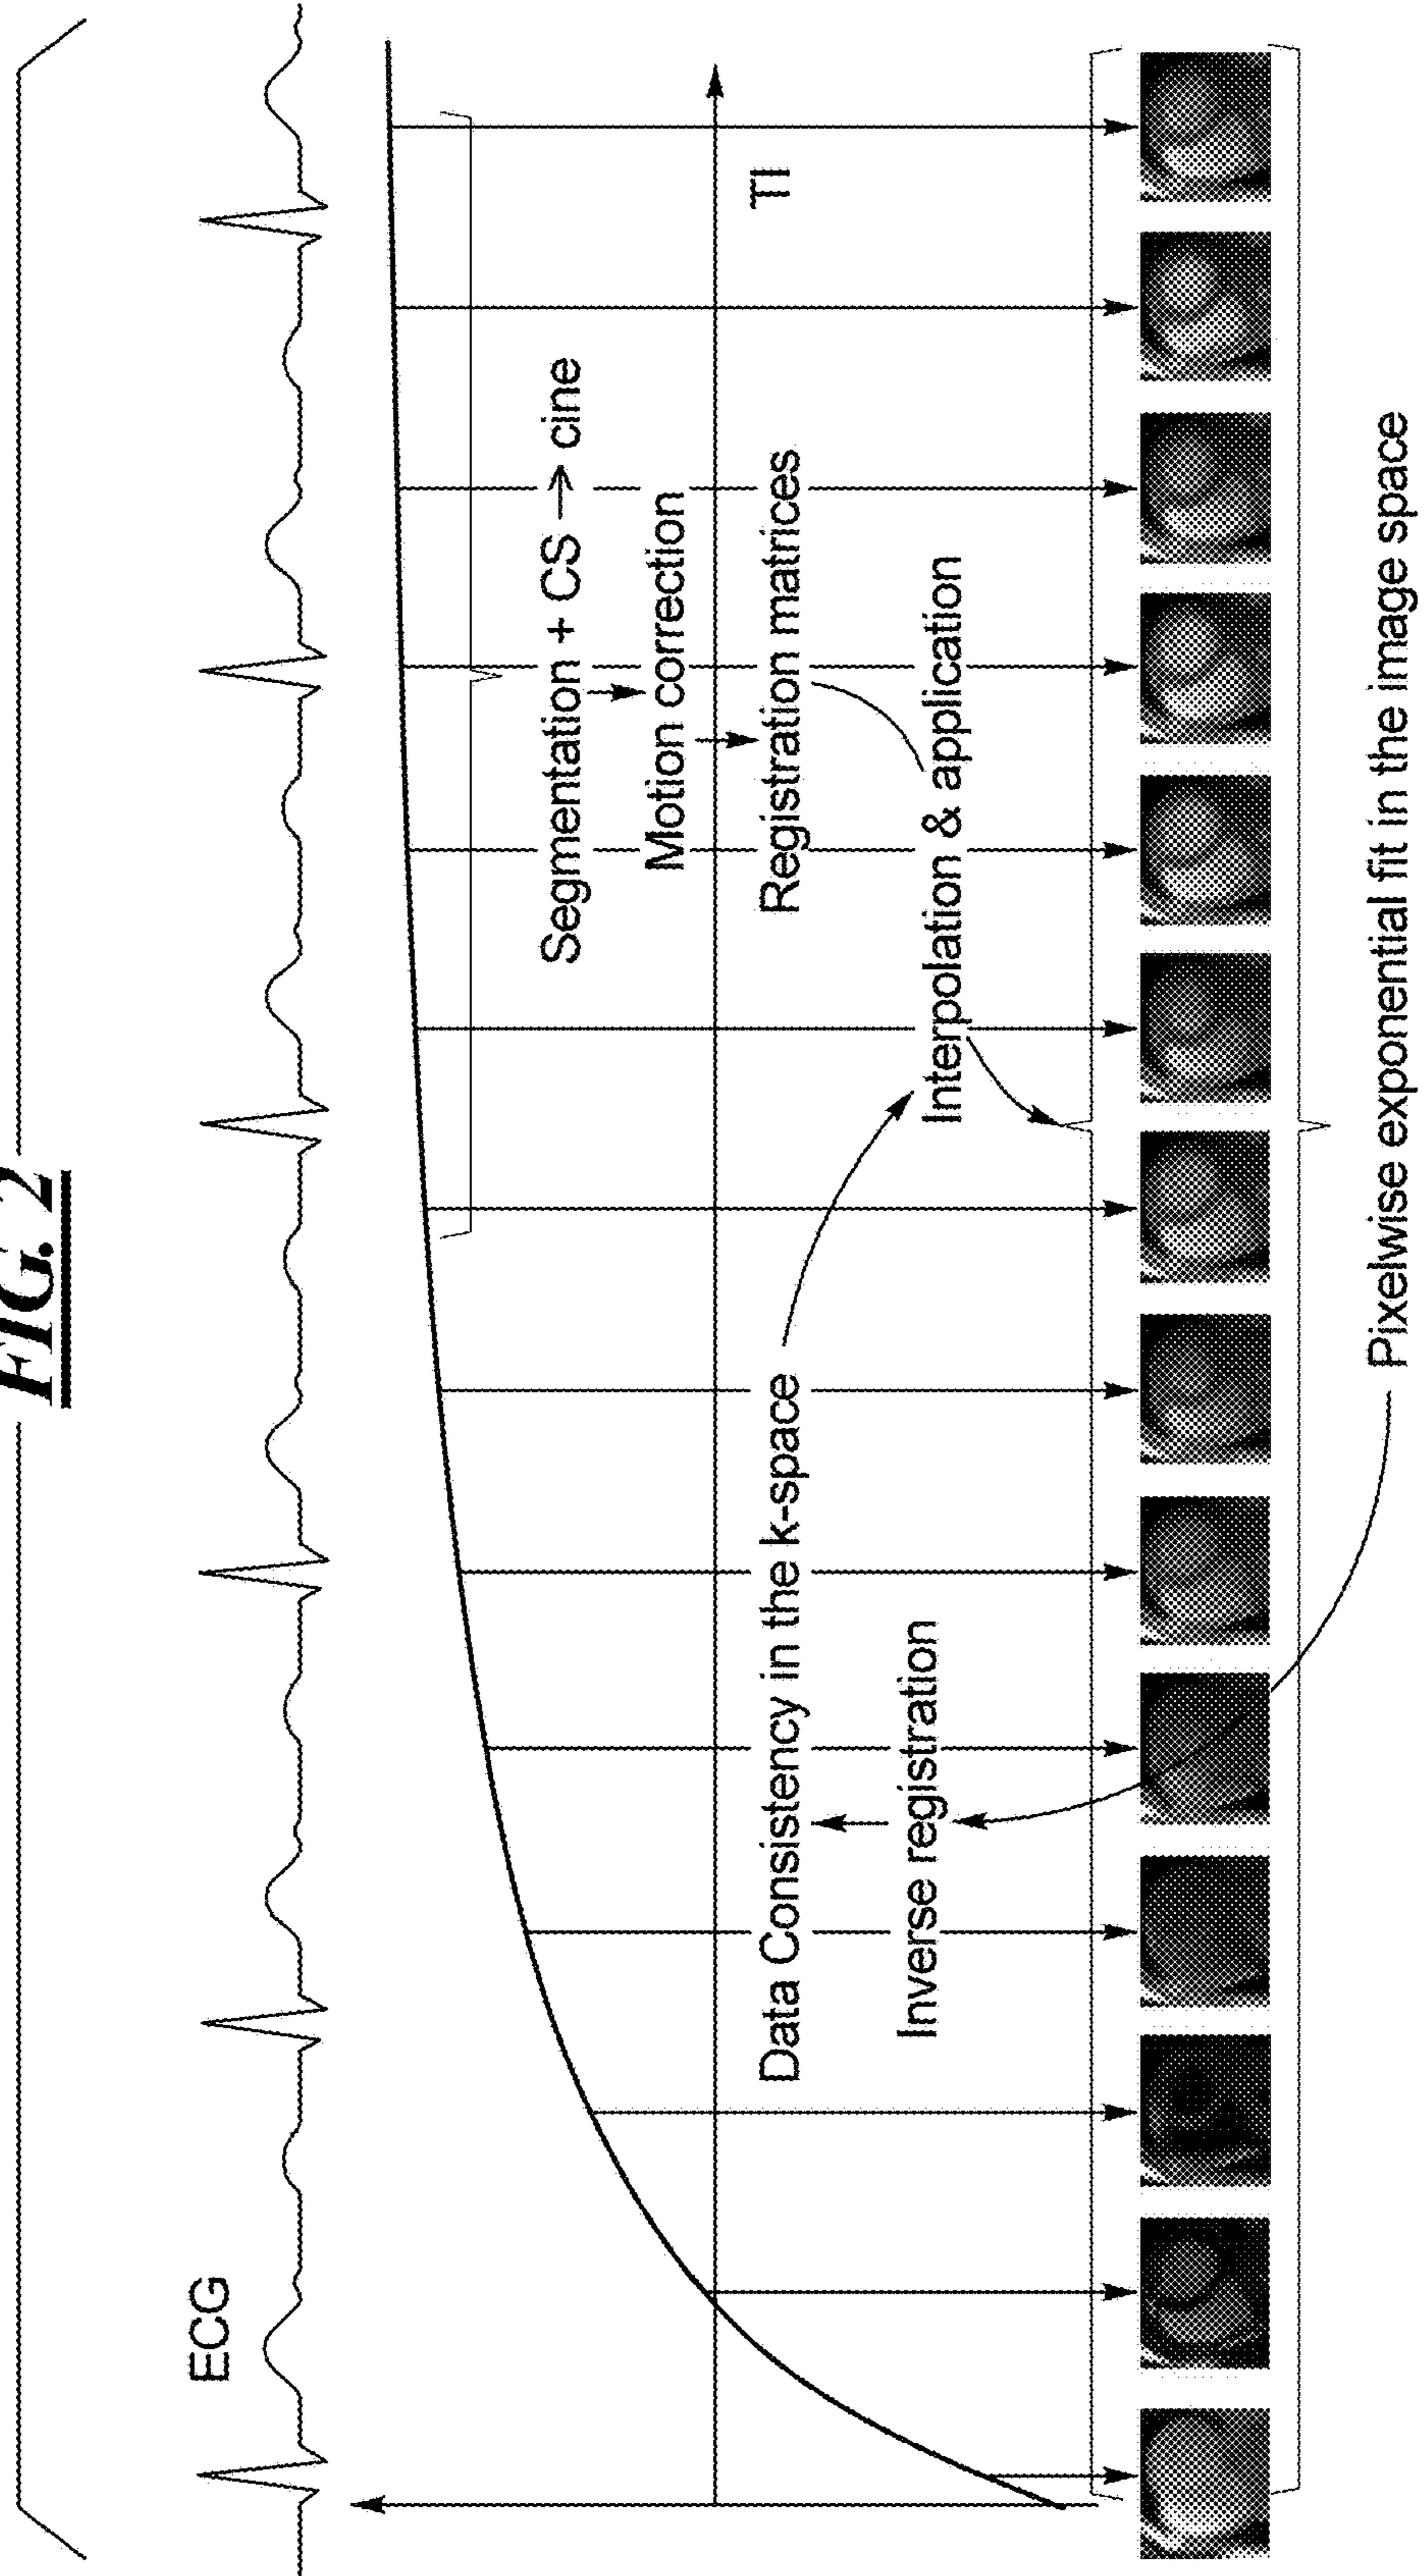 FIG. 2
ECG
TI
Segmentation + CS → cine
Motion correction
Registration matrices
Interpolation & application
Data Consistency in the k-space
Inverse registration
Pixelwise exponential fit in the image space